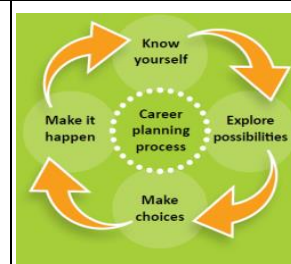 Know
yourself
Explore
possibilities
Make
choices
Make it
happen
Career
planning
process